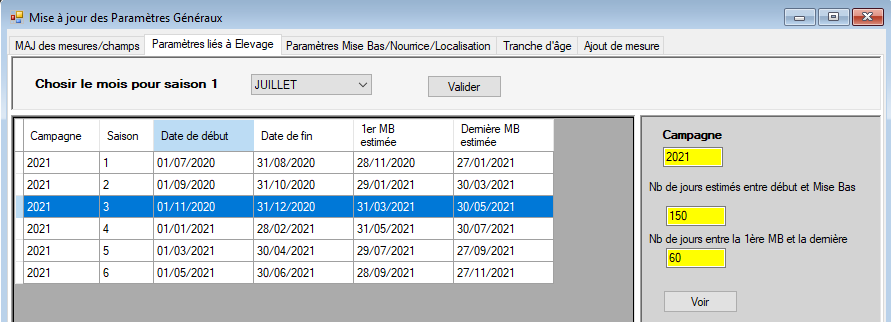 Mise à jour des Paramètres Généraux
MAJ des mesures/champs Paramètres liés à Elevage Paramètres Mise Bas/Nourrice/Localisation Tranche d'âge Ajout de mesure
Chosir le mois pour saison 1 JUILLET Valider
Campagne Saison Date de début Date de fin 1er MB estimée Dernière MB estimée
2021 1 01/07/2020 31/08/2020 28/11/2020 27/01/2021
2021 2 01/09/2020 31/10/2020 29/01/2021 30/03/2021
2021 3 01/11/2020 31/12/2020 31/03/2021 30/05/2021
2021 4 01/01/2021 28/02/2021 31/05/2021 30/07/2021
2021 5 01/03/2021 30/04/2021 29/07/2021 27/09/2021
2021 6 01/05/2021 30/06/2021 28/09/2021 27/11/2021
Campagne
2021
Nb de jours estimés entre début et Mise Bas
150
Nb de jours entre la 1ère MB et la dernière
60
Voir